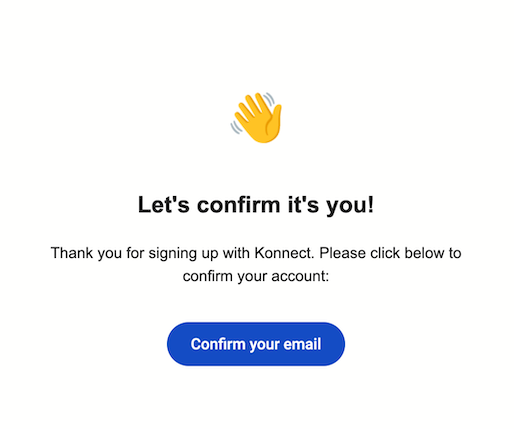 Let's confirm it's you!
Thank you for signing up with Konnect. Please click below to
confirm your account:
Confirm your email